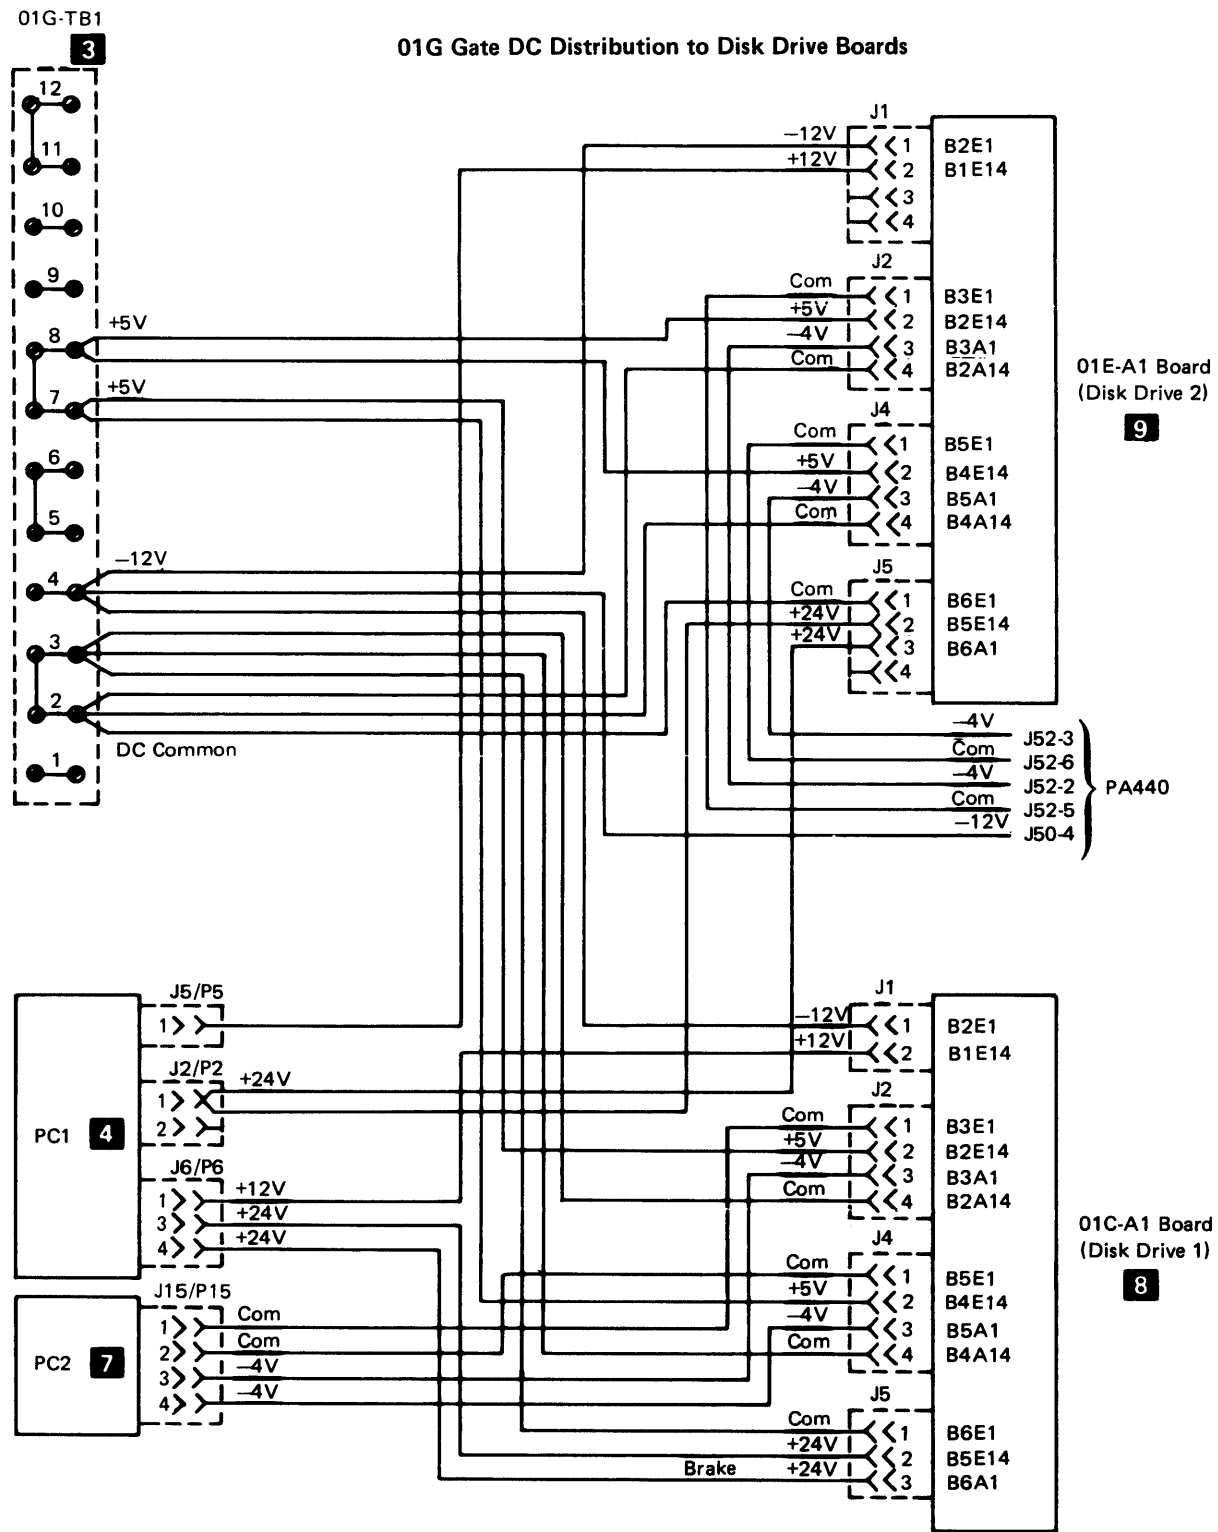 01G-TB1
3
01G Gate DC Distribution to Disk Drive Boards
12
11
10
9
8
+5V
7
+5V
6
5
4
−12V
3
2
DC Common
1
J1
−12V 1 B2E1
+12V 2 B1E14
3
4
J2
Com 1 B3E1
+5V 2 B2E14
−4V 3 B3A1
Com 4 B2A14
J4
Com 1 B5E1
+5V 2 B4E14
−4V 3 B5A1
Com 4 B4A14
J5
Com 1 B6E1
+24V 2 B5E14
+24V 3 B6A1
4
01E-A1 Board
(Disk Drive 2)
9
−4V J52-3
Com J52-6
−4V J52-2
Com J52-5
−12V J50-4
PA440
PC1 4
J5/P5
1
J2/P2
1 +24V
2
J6/P6
1 +12V
3 +24V
4 +24V
PC2 7
J15/P15
1 Com
2 Com
3 −4V
4 −4V
J1
−12V 1 B2E1
+12V 2 B1E14
J2
Com 1 B3E1
+5V 2 B2E14
−4V 3 B3A1
Com 4 B2A14
J4
Com 1 B5E1
+5V 2 B4E14
−4V 3 B5A1
Com 4 B4A14
J5
Com 1 B6E1
+24V 2 B5E14
Brake +24V 3 B6A1
01C-A1 Board
(Disk Drive 1)
8